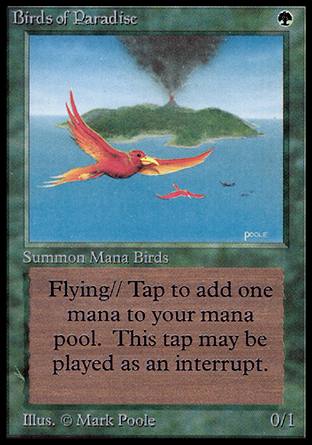 Birds of Paradise
POOLE
Summon Mana Birds
Flying// Tap to add one
mana to your mana
pool. This tap may be
played as an interrupt.
Illus. © Mark Poole 0/1